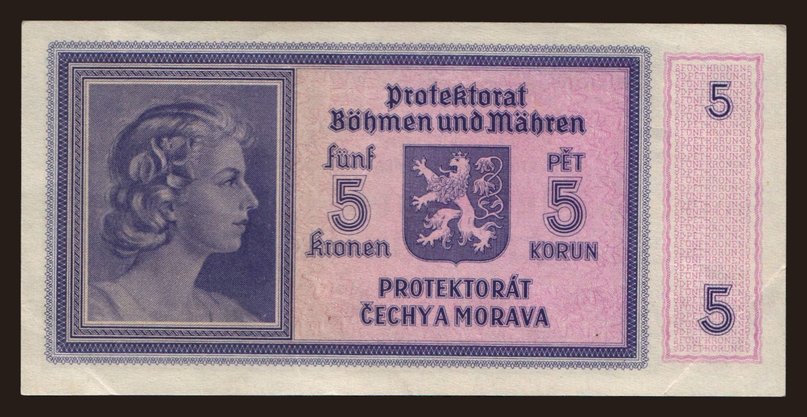 Protektorat
Böhmen und Mähren
fünf
5
Kronen
PĚT
5
KORUN
PROTEKTORÁT
ČECHY A MORAVA
5
5